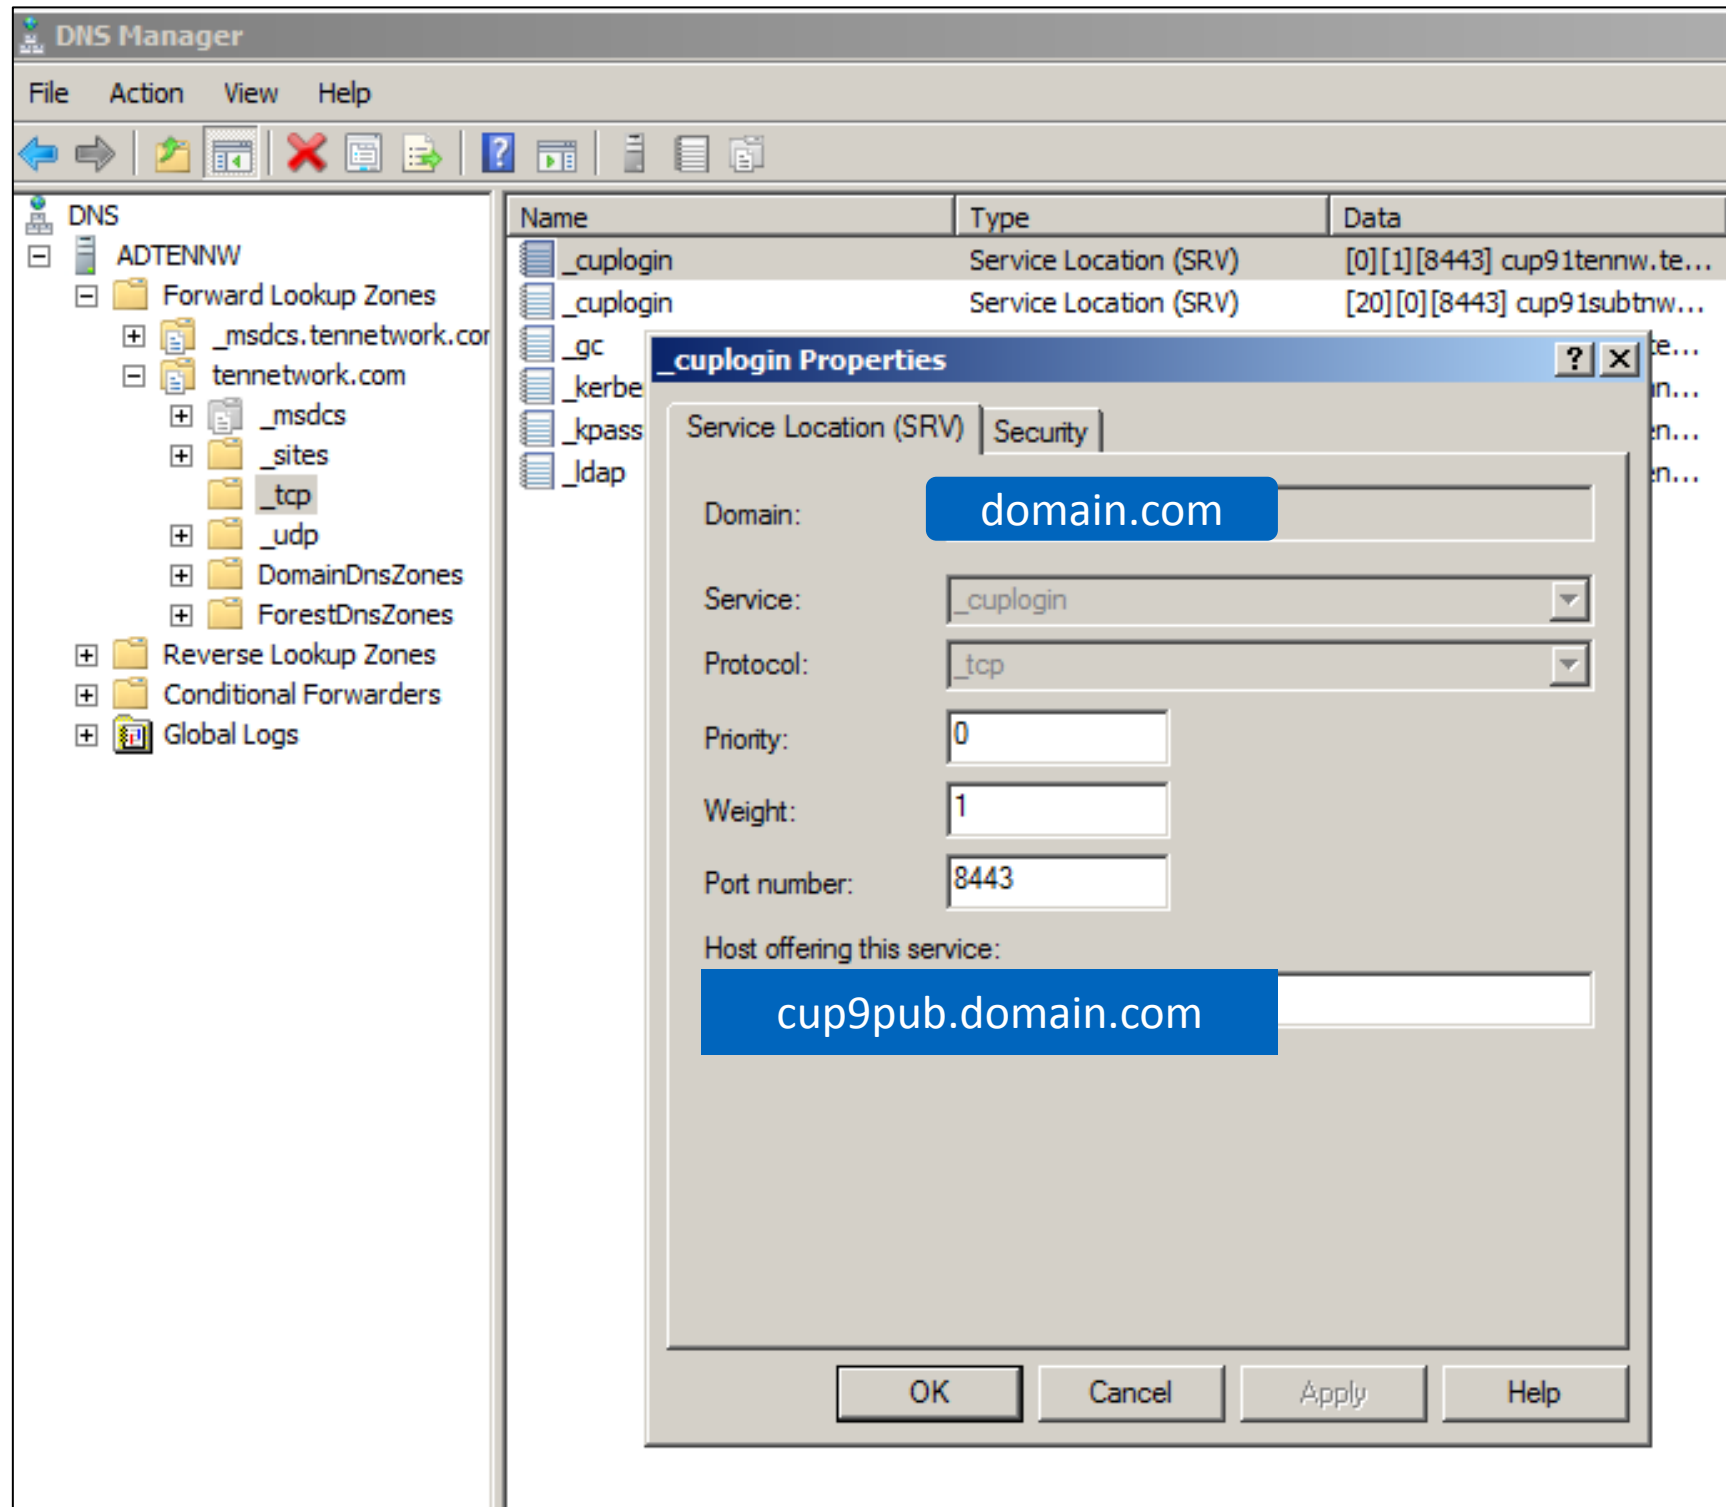 DNS Manager
File Action View Help
DNS
ADTENNW
Forward Lookup Zones
_msdcs.tennetwork.cor
tennetwork.com
_msdcs
_sites
_tcp
_udp
DomainDnsZones
ForestDnsZones
Reverse Lookup Zones
Conditional Forwarders
Global Logs
Name Type Data
_cuplogin Service Location (SRV) [0][1][8443] cup91tennw.te...
_cuplogin Service Location (SRV) [20][0][8443] cup91subtnw...
_gc te...
_kerbe n...
_kpass en...
_ldap en...
_cuplogin Properties
Service Location (SRV) Security
Domain: domain.com
Service: _cuplogin
Protocol: _tcp
Priority: 0
Weight: 1
Port number: 8443
Host offering this service:
cup9pub.domain.com
OK Cancel Apply Help